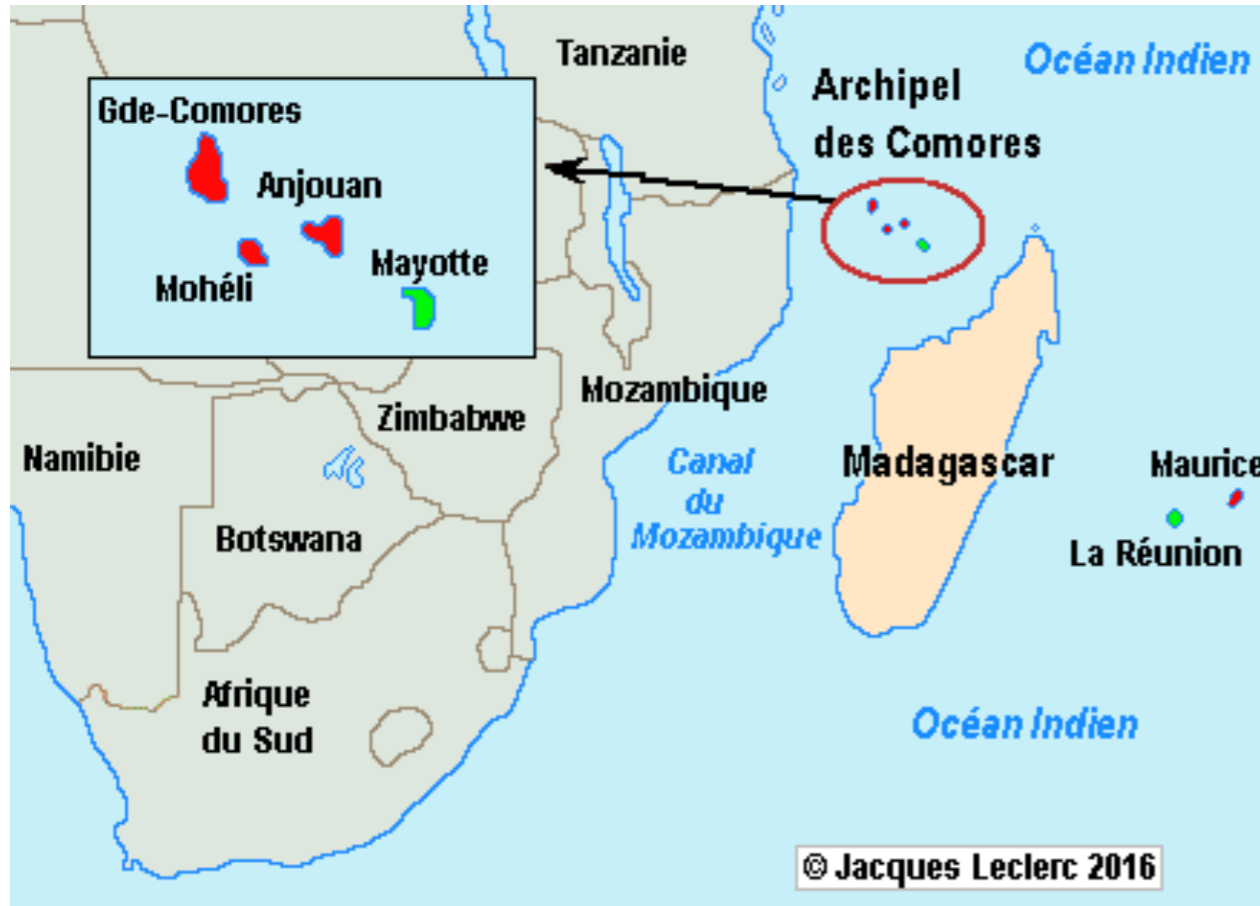 Tanzanie
Océan Indien
Archipel
des Comores
Gde-Comores
Anjouan
Mohéli
Mayotte
Mozambique
Zimbabwe
Namibie
Canal
du
Mozambique
Madagascar
Maurice
Botswana
La Réunion
Afrique
du Sud
Océan Indien
© Jacques Leclerc 2016